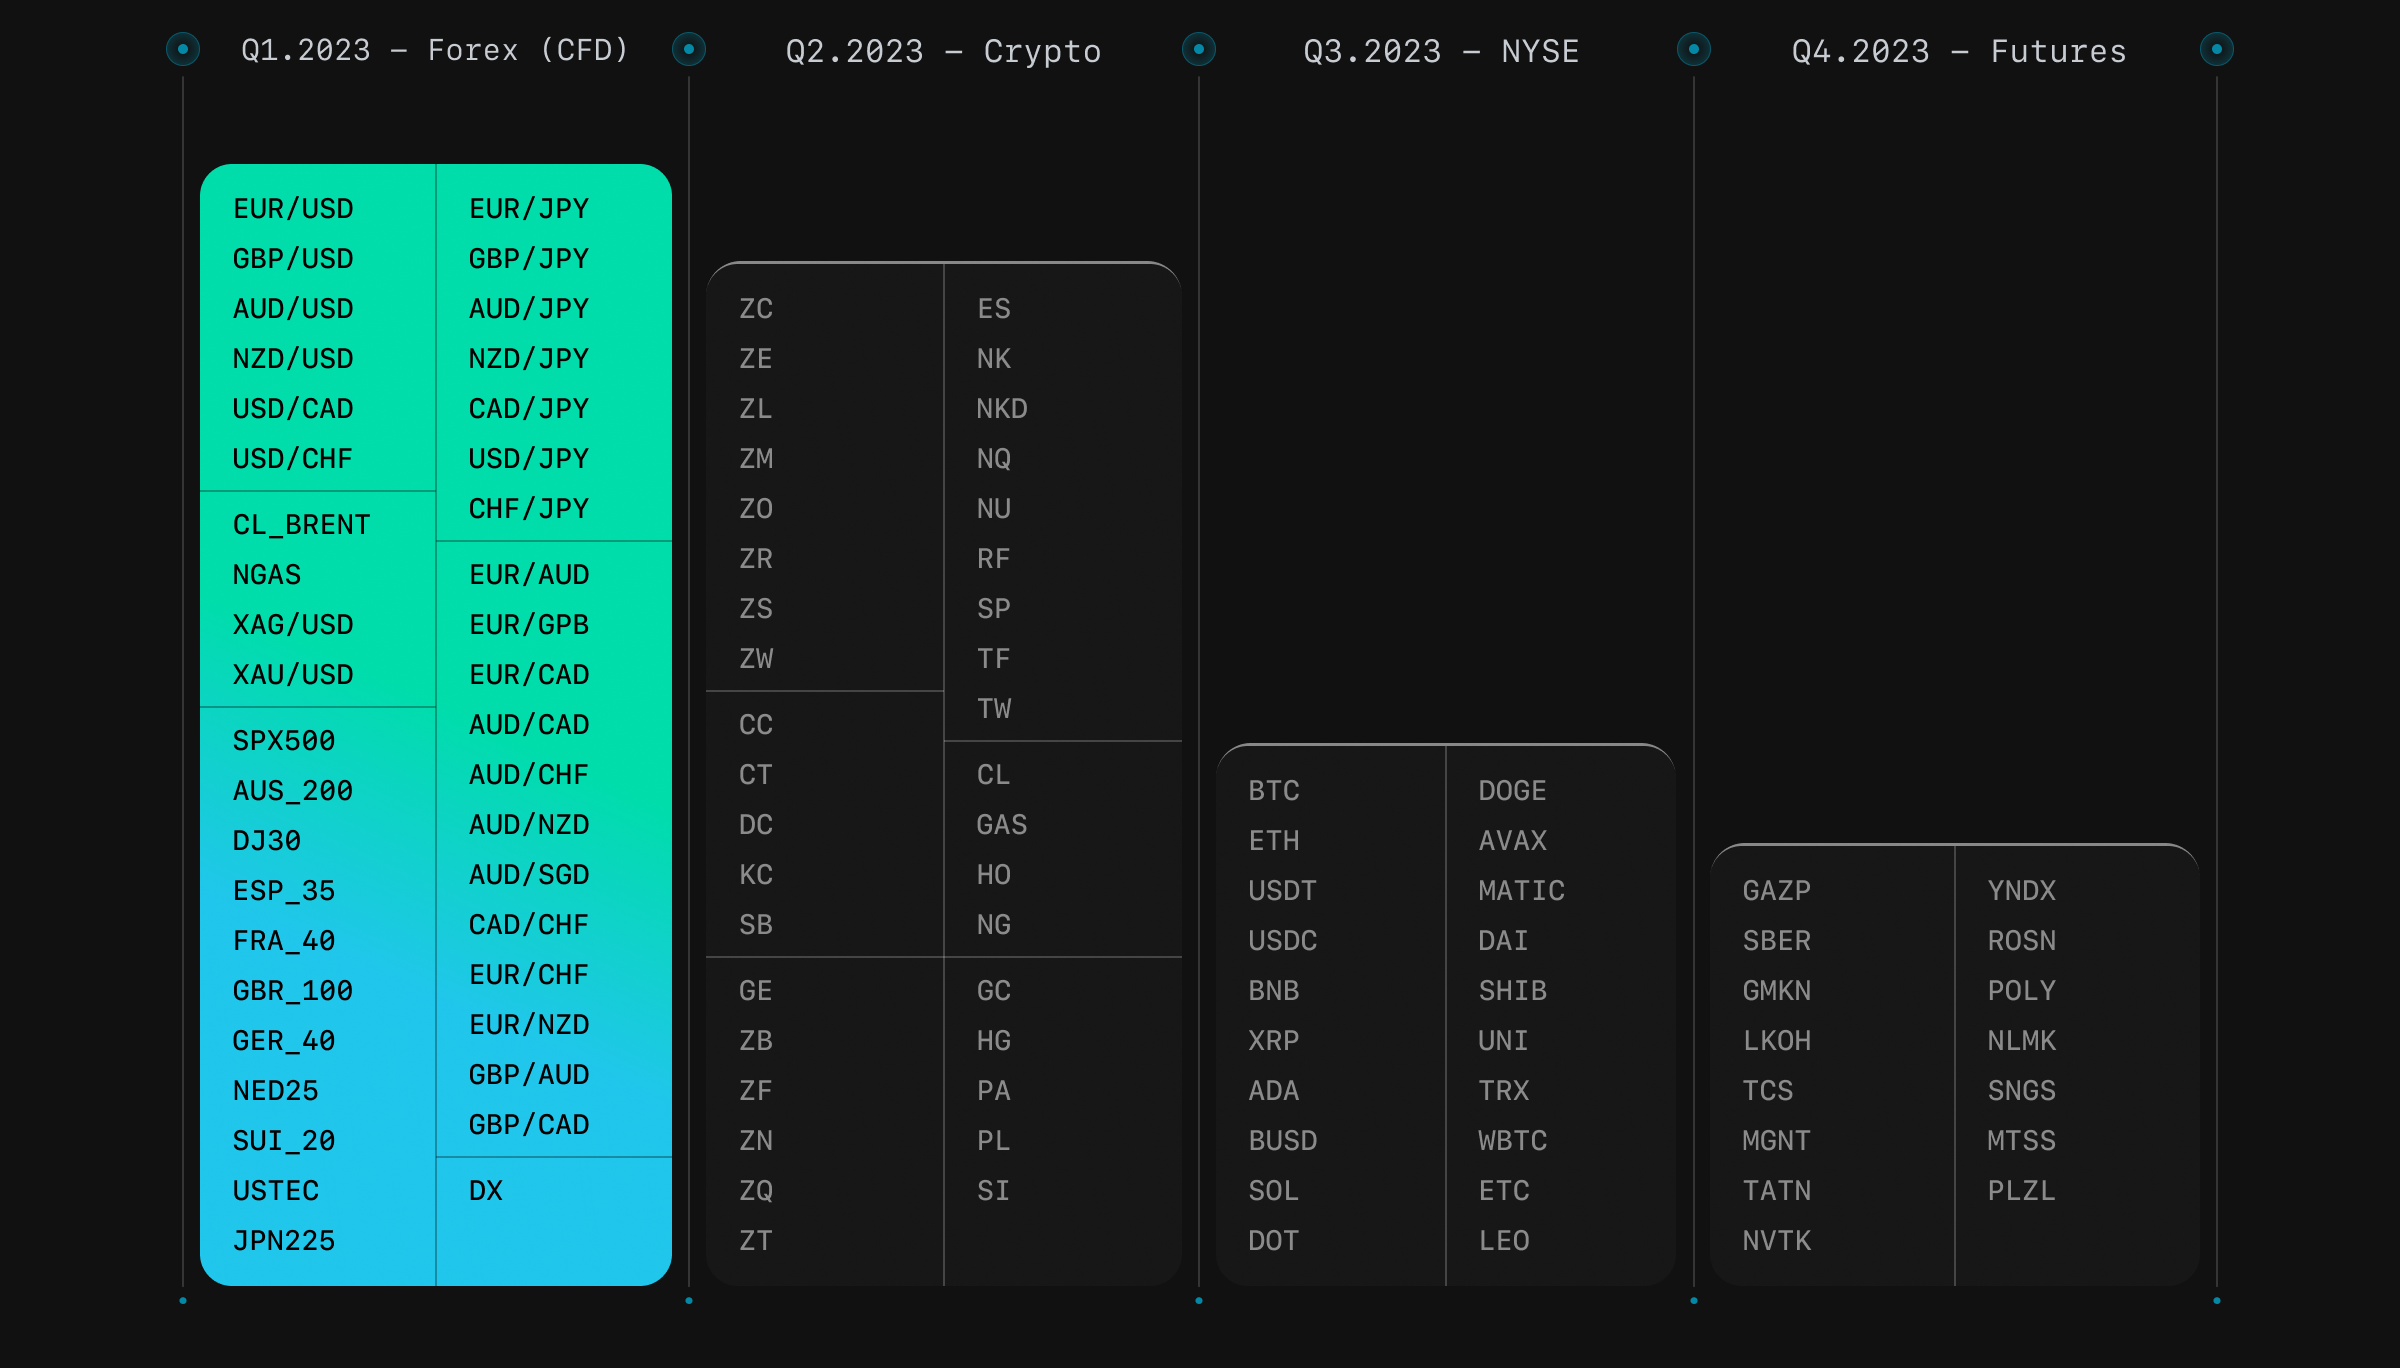 Q1.2023 – Forex (CFD)
EUR/USD
GBP/USD
AUD/USD
NZD/USD
USD/CAD
USD/CHF
CL_BRENT
NGAS
XAG/USD
XAU/USD
SPX500
AUS_200
DJ30
ESP_35
FRA_40
GBR_100
GER_40
NED25
SUI_20
USTEC
JPN225
EUR/JPY
GBP/JPY
AUD/JPY
NZD/JPY
CAD/JPY
USD/JPY
CHF/JPY
EUR/AUD
EUR/GPB
EUR/CAD
AUD/CAD
AUD/CHF
AUD/NZD
AUD/SGD
CAD/CHF
EUR/CHF
EUR/NZD
GBP/AUD
GBP/CAD
DX
Q2.2023 – Crypto
ZC
ZE
ZL
ZM
ZO
ZR
ZS
ZW
CC
CT
DC
KC
SB
GE
ZB
ZF
ZN
ZQ
ZT
ES
NK
NKD
NQ
NU
RF
SP
TF
TW
CL
GAS
HO
NG
GC
HG
PA
PL
SI
Q3.2023 – NYSE
BTC
ETH
USDT
USDC
BNB
XRP
ADA
BUSD
SOL
DOT
DOGE
AVAX
MATIC
DAI
SHIB
UNI
TRX
WBTC
ETC
LEO
Q4.2023 – Futures
GAZP
SBER
GMKN
LKOH
TCS
MGNT
TATN
NVTK
YNDX
ROSN
POLY
NLMK
SNGS
MTSS
PLZL